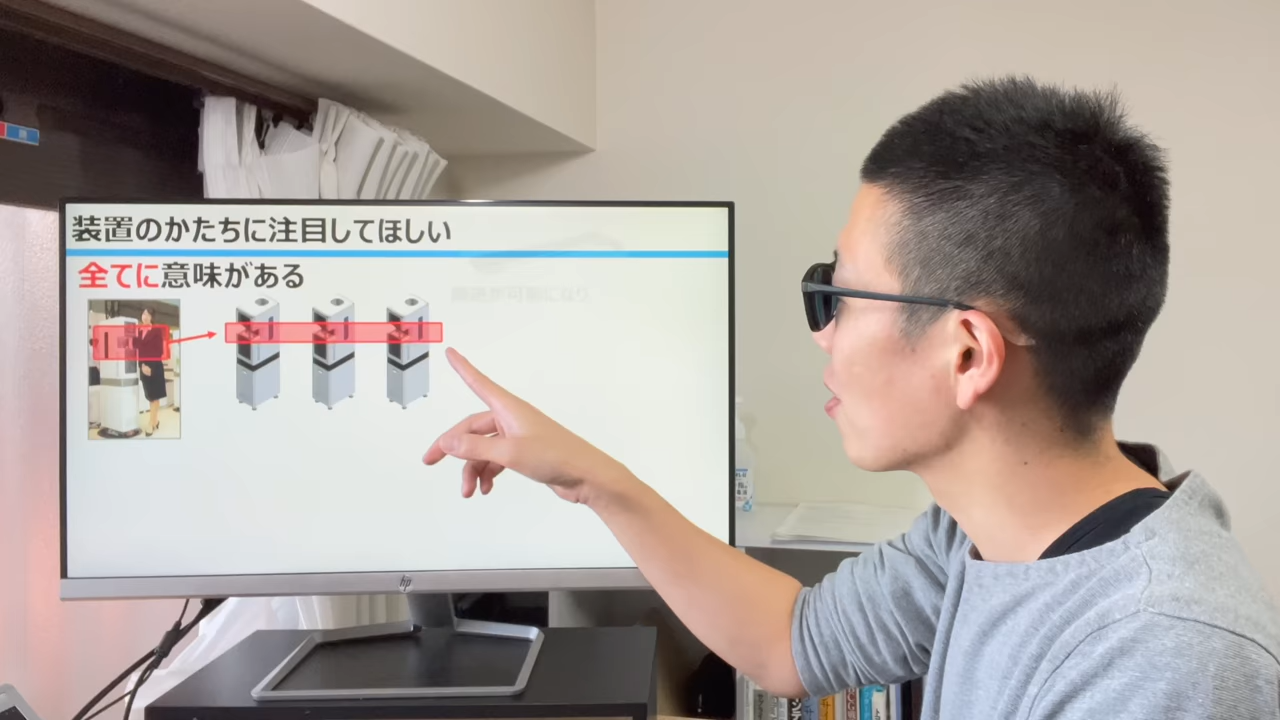 装置のかたちに注目してほしい
全てに意味がある
hp